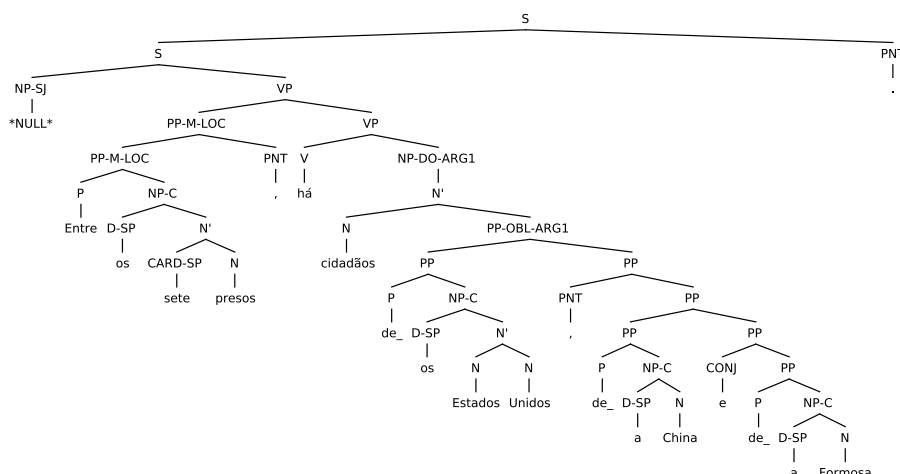 S
S PNT
NP-SJ VP .
*NULL* PP-M-LOC VP
PP-M-LOC PNT V NP-DO-ARG1
P NP-C , há N'
Entre D-SP N' N PP-OBL-ARG1
os CARD-SP N cidadãos PP PP
sete presos P NP-C PNT PP
de_ D-SP N' , PP PP
os N N P NP-C CONJ PP
Estados Unidos de_ D-SP N e P NP-C
a China de_ D-SP N
a Formosa